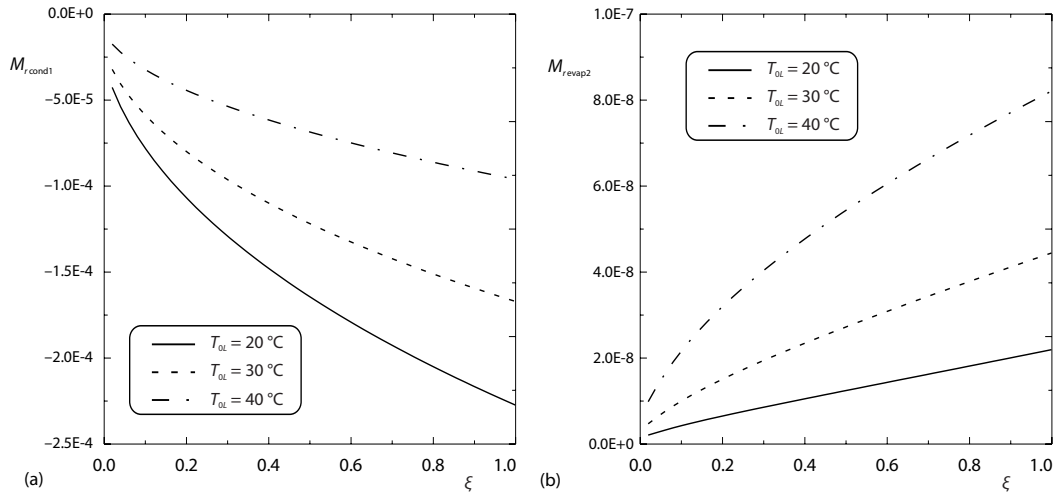 0.0E+0
M_rcond1
−5.0E−5
−1.0E−4
−1.5E−4
−2.0E−4
−2.5E−4
T_0L = 20 °C
T_0L = 30 °C
T_0L = 40 °C
0.0 0.2 0.4 0.6 0.8 1.0
(a)
ξ
1.0E−7
M_revap2
8.0E−8
6.0E−8
4.0E−8
2.0E−8
0.0E+0
T_0L = 20 °C
T_0L = 30 °C
T_0L = 40 °C
0.0 0.2 0.4 0.6 0.8 1.0
(b)
ξ